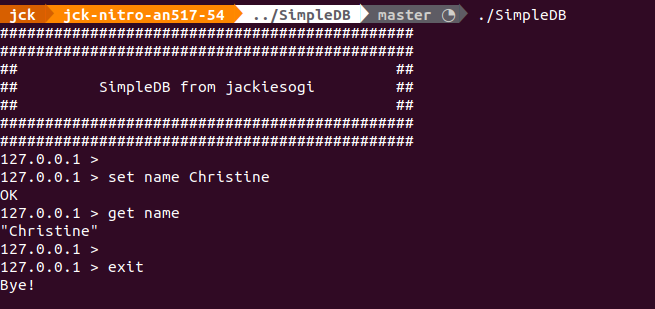 jck jck-nitro-an517-54 ../SimpleDB master ./SimpleDB
##############################################
##############################################
##                                          ##
##         SimpleDB from jackiesogi         ##
##                                          ##
##############################################
##############################################
127.0.0.1 >
127.0.0.1 > set name Christine
OK
127.0.0.1 > get name
"Christine"
127.0.0.1 >
127.0.0.1 > exit
Bye!